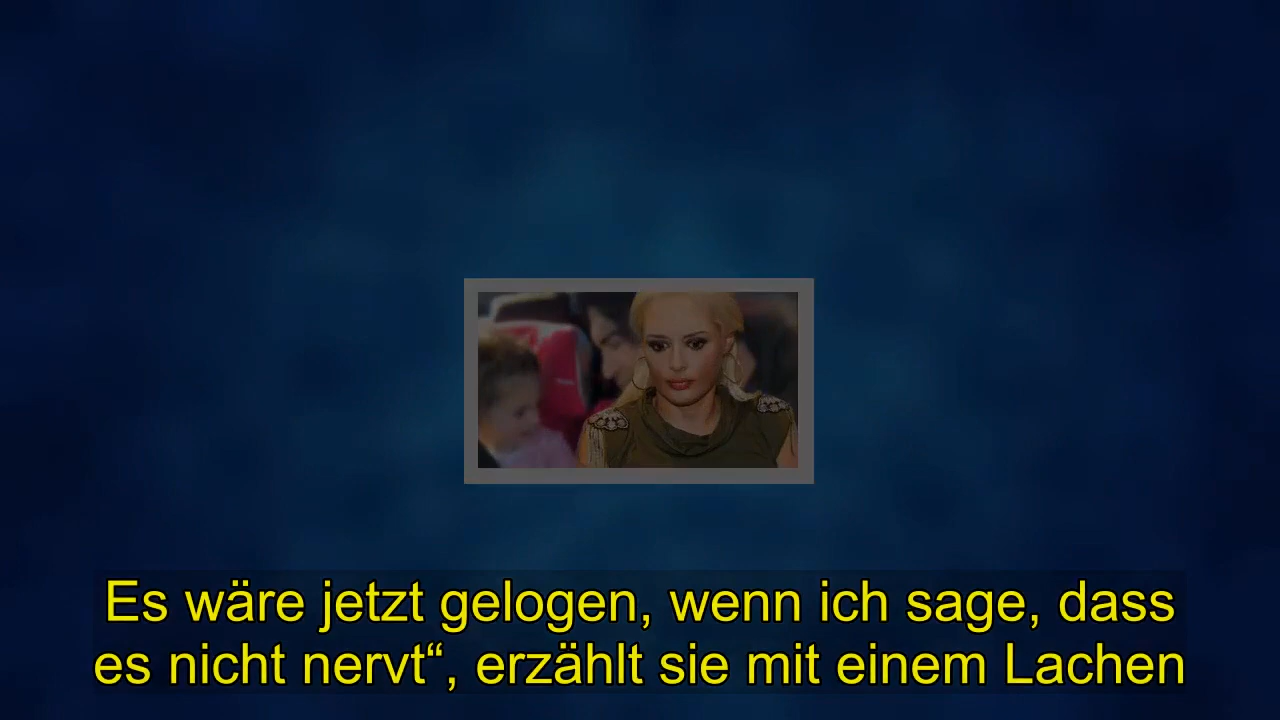 Es wäre jetzt gelogen, wenn ich sage, dass
es nicht nervt“, erzählt sie mit einem Lachen